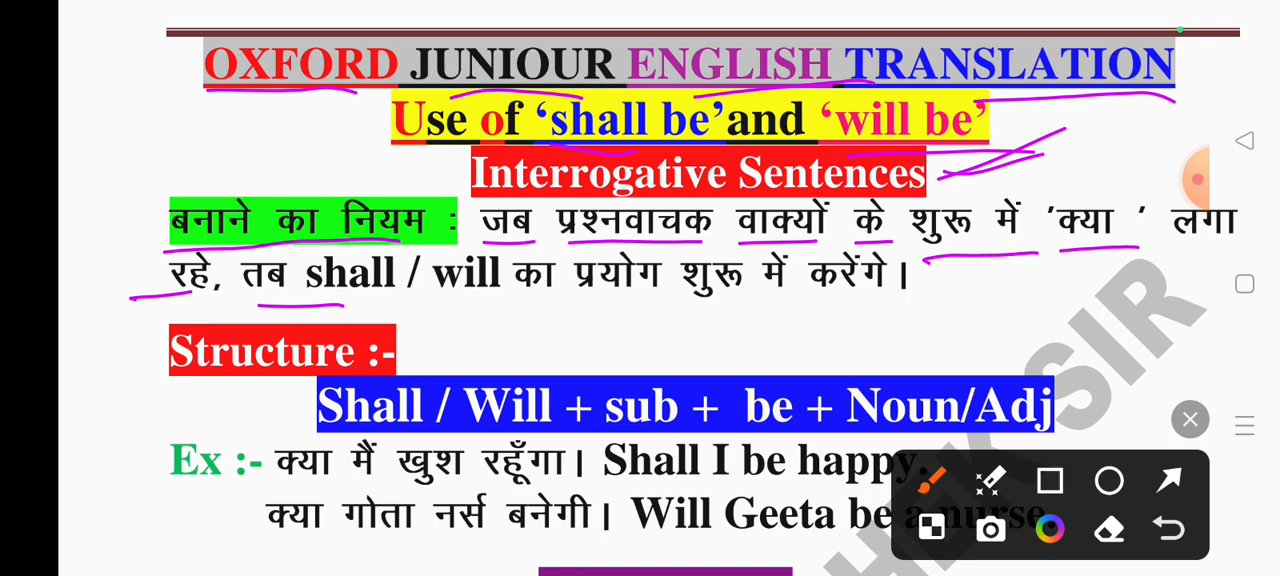 OXFORD JUNIOUR ENGLISH TRANSLATION
Use of ‘shall be’and ‘will be’
Interrogative Sentences
बनाने का नियम : जब प्रश्नवाचक वाक्यों के शुरू में ’क्या ’ लगा
रहे, तब shall / will का प्रयोग शुरू में करेंगे।
Structure :-
Shall / Will + sub + be + Noun/Adj
Ex :- क्या मैं खुश रहूँगा। Shall I be happy.
क्या गोता नर्स बनेगी। Will Geeta be a nurse.
HEK SIR